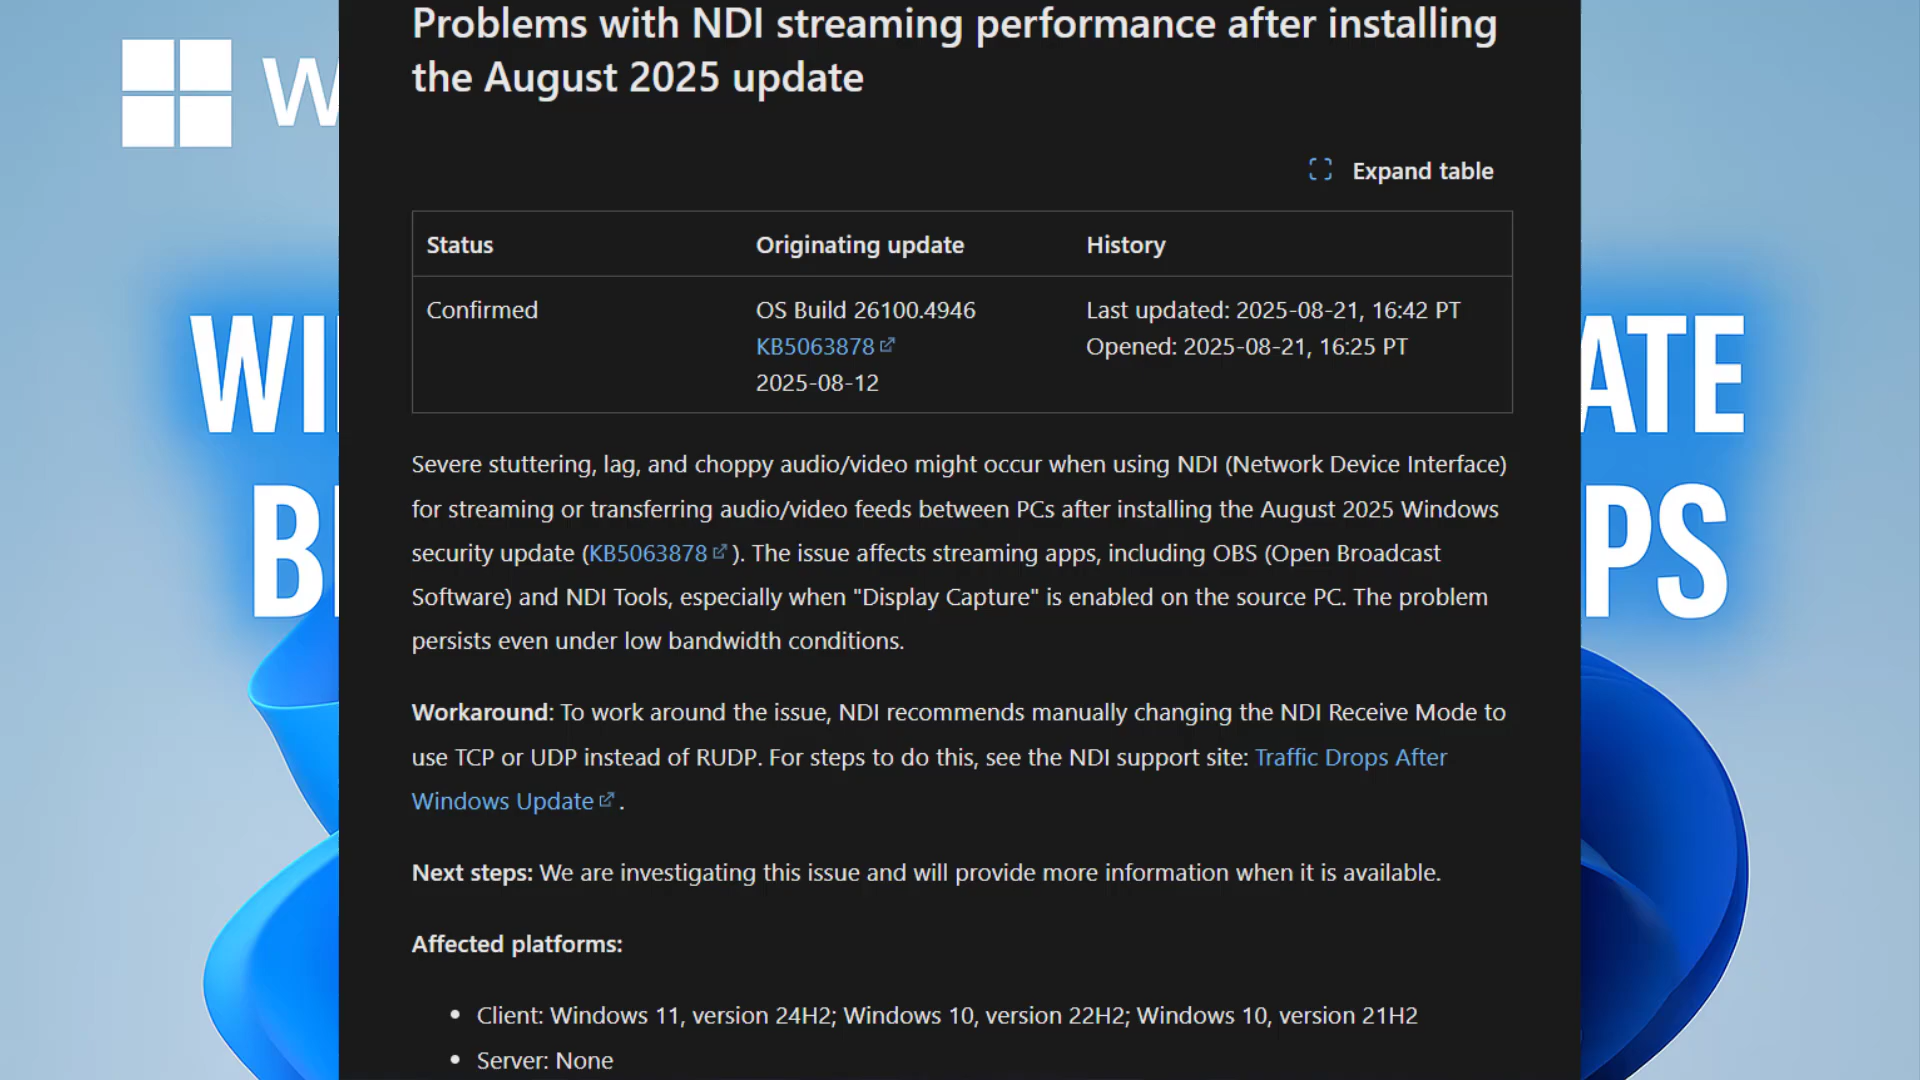 Problems with NDI streaming performance after installing
the August 2025 update
W
Expand table
Status Originating update History
Confirmed OS Build 26100.4946 Last updated: 2025-08-21, 16:42 PT
KB5063878 Opened: 2025-08-21, 16:25 PT
2025-08-12
WI ATE
B PS
Severe stuttering, lag, and choppy audio/video might occur when using NDI (Network Device Interface)
for streaming or transferring audio/video feeds between PCs after installing the August 2025 Windows
security update (KB5063878). The issue affects streaming apps, including OBS (Open Broadcast
Software) and NDI Tools, especially when "Display Capture" is enabled on the source PC. The problem
persists even under low bandwidth conditions.
Workaround: To work around the issue, NDI recommends manually changing the NDI Receive Mode to
use TCP or UDP instead of RUDP. For steps to do this, see the NDI support site: Traffic Drops After
Windows Update.
Next steps: We are investigating this issue and will provide more information when it is available.
Affected platforms:
• Client: Windows 11, version 24H2; Windows 10, version 22H2; Windows 10, version 21H2
• Server: None